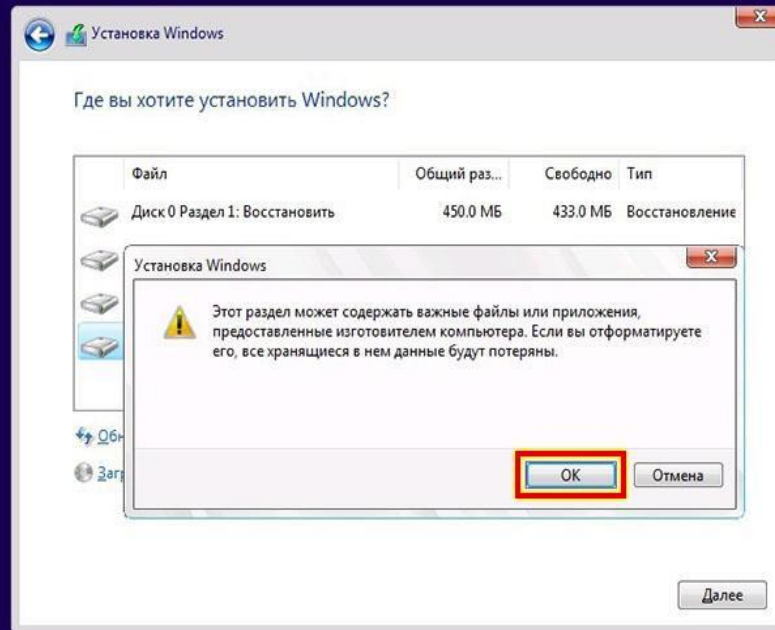 Установка Windows
Где вы хотите установить Windows?
Файл Общий раз... Свободно Тип
Диск 0 Раздел 1: Восстановить 450.0 МБ 433.0 МБ Восстановление
Установка Windows
Этот раздел может содержать важные файлы или приложения,
предоставленные изготовителем компьютера. Если вы отформатируете
его, все хранящиеся в нем данные будут потеряны.
OK Отмена
Далее